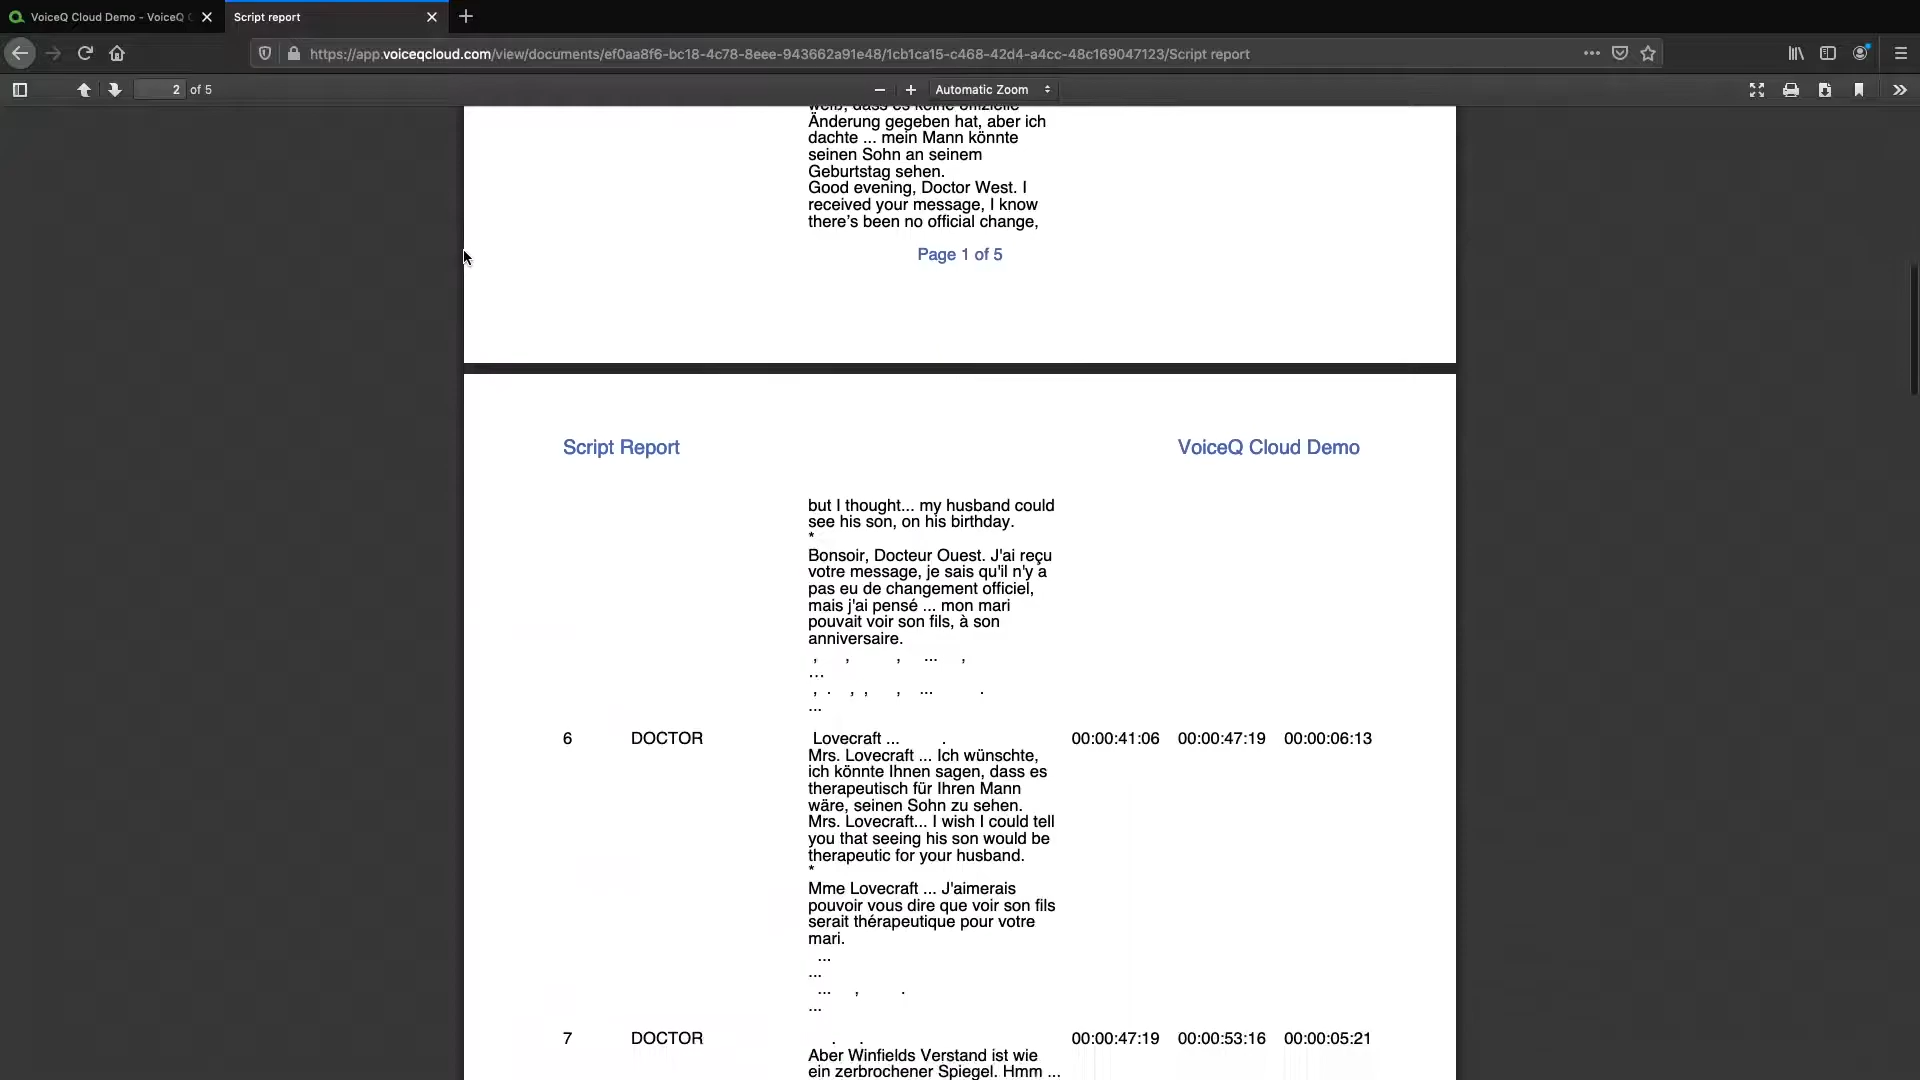 VoiceQ Cloud Demo - VoiceQ
Script report
https://app.voiceqcloud.com/view/documents/ef0aa8f6-bc18-4c78-8eee-943662a91e48/1cb1ca15-c468-42d4-a4cc-48c169047123/Script report
2 of 5
Automatic Zoom
weiß, dass es keine offizielle
Änderung gegeben hat, aber ich
dachte ... mein Mann könnte
seinen Sohn an seinem
Geburtstag sehen.
Good evening, Doctor West. I
received your message, I know
there's been no official change,
Page 1 of 5
Script Report
VoiceQ Cloud Demo
but I thought... my husband could
see his son, on his birthday.
*
Bonsoir, Docteur Ouest. J'ai reçu
votre message, je sais qu'il n'y a
pas eu de changement officiel,
mais j'ai pensé ... mon mari
pouvait voir son fils, à son
anniversaire.
, , , ... ,
...
, . , , , ... .
...
6 DOCTOR Lovecraft ... . 00:00:41:06 00:00:47:19 00:00:06:13
Mrs. Lovecraft ... Ich wünschte,
ich könnte Ihnen sagen, dass es
therapeutisch für Ihren Mann
wäre, seinen Sohn zu sehen.
Mrs. Lovecraft... I wish I could tell
you that seeing his son would be
therapeutic for your husband.
*
Mme Lovecraft ... J'aimerais
pouvoir vous dire que voir son fils
serait thérapeutique pour votre
mari.
...
...
... , .
...
7 DOCTOR . . 00:00:47:19 00:00:53:16 00:00:05:21
Aber Winfields Verstand ist wie
ein zerbrochener Spiegel. Hmm ...